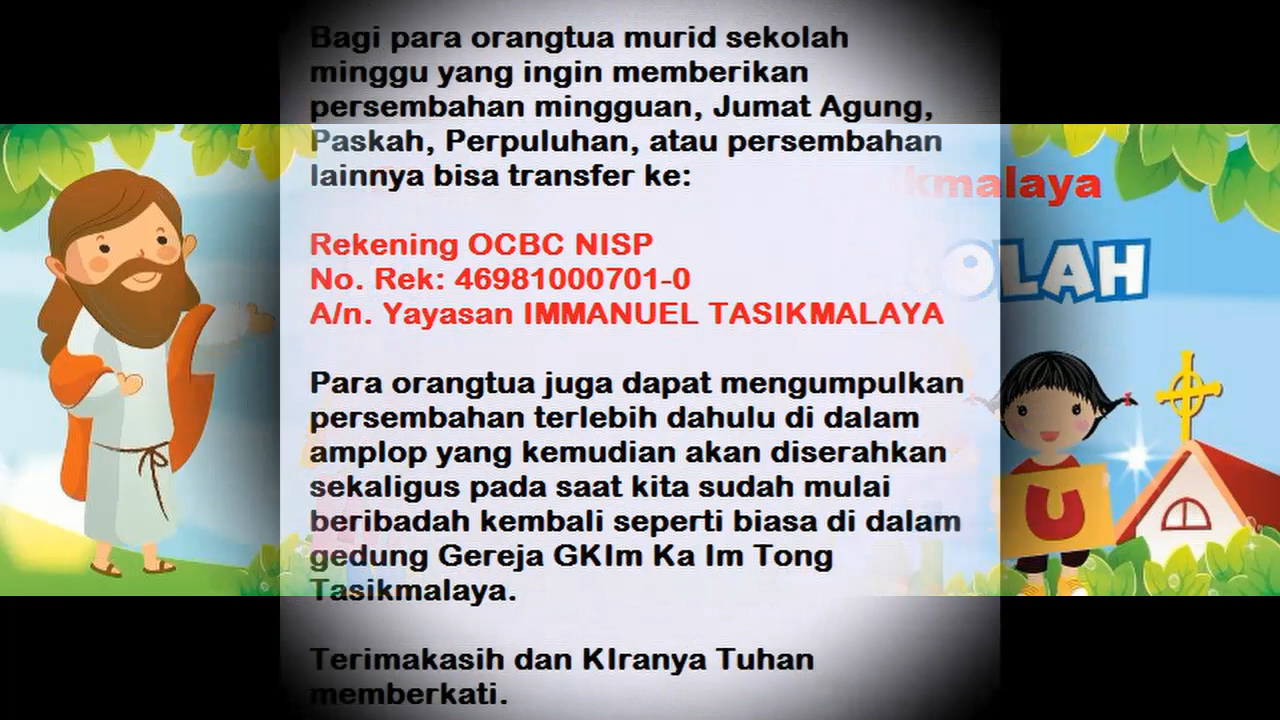 Bagi para orangtua murid sekolah
minggu yang ingin memberikan
persembahan mingguan, Jumat Agung,
Paskah, Perpuluhan, atau persembahan
lainnya bisa transfer ke:
kmalaya
Rekening OCBC NISP
No. Rek: 46981000701-0
A/n. Yayasan IMMANUEL TASIKMALAYA
OLAH
Para orangtua juga dapat mengumpulkan
persembahan terlebih dahulu di dalam
amplop yang kemudian akan diserahkan
sekaligus pada saat kita sudah mulai
beribadah kembali seperti biasa di dalam
gedung Gereja GKIm Ka Im Tong
Tasikmalaya.
U
Terimakasih dan KIranya Tuhan
memberkati.